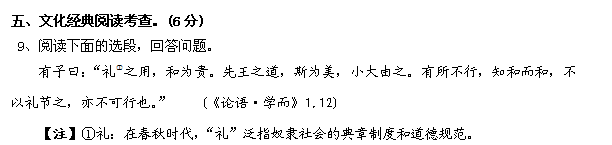 五、文化经典阅读考查。(6分)
9、阅读下面的选段，回答问题。
有子曰：“礼①之用，和为贵。先王之道，斯为美，小大由之。有所不行，知和而和，不
以礼节之，亦不可行也。” （《论语·学而》1.12）
【注】①礼：在春秋时代，“礼”泛指奴隶社会的典章制度和道德规范。